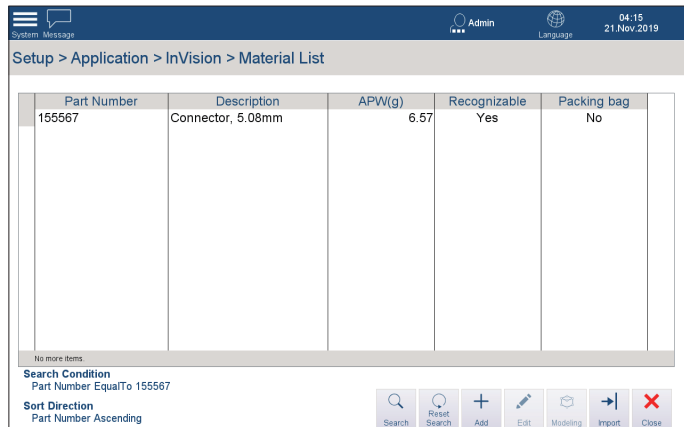 System Message Admin Language 04:15
21.Nov.2019
Setup > Application > InVision > Material List
Part Number Description APW(g) Recognizable Packing bag
155567 Connector, 5.08mm 6.57 Yes No
No more items.
Search Condition
Part Number EqualTo 155567
Sort Direction
Part Number Ascending
Search Reset Search Add Edit Modeling Import Close